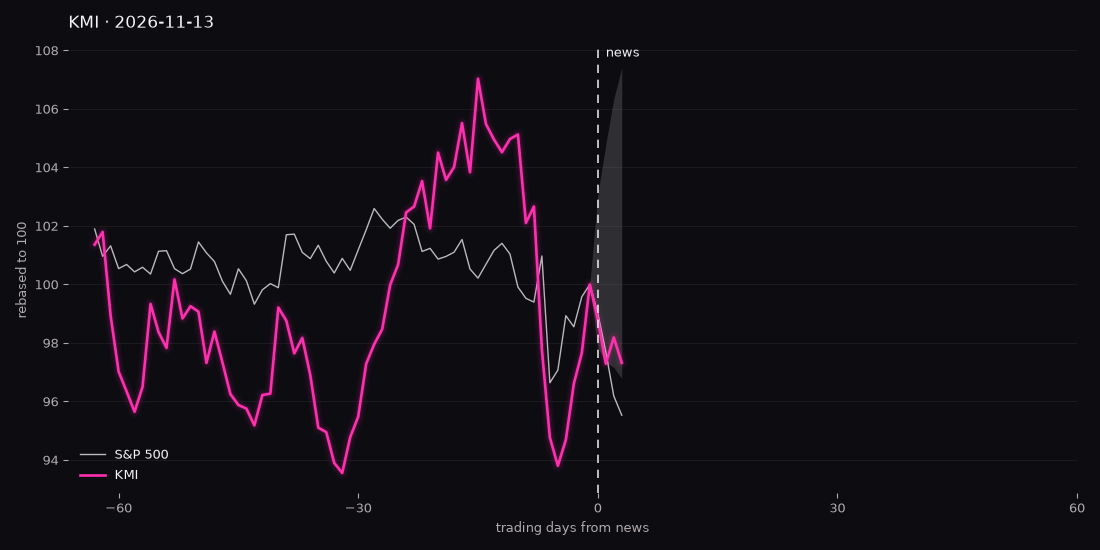 KMI · 2026-11-13
108
106
104
102
100
98
96
94
rebased to 100
news
S&P 500
KMI
−60
−30
0
30
60
trading days from news